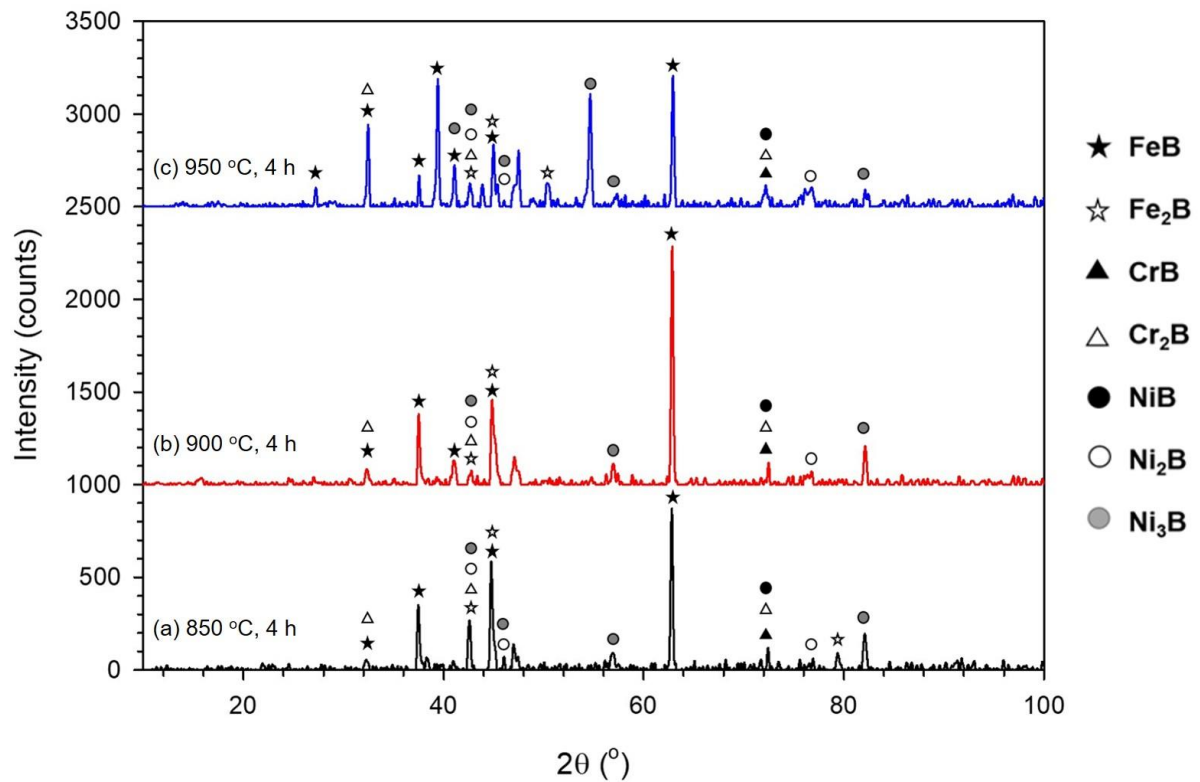 3500
3000
(c) 950 °C, 4 h
2500
2000
1500
(b) 900 °C, 4 h
1000
500
(a) 850 °C, 4 h
0
20 40 60 80 100
Intensity (counts)
2θ (°)
FeB
Fe₂B
CrB
Cr₂B
NiB
Ni₂B
Ni₃B